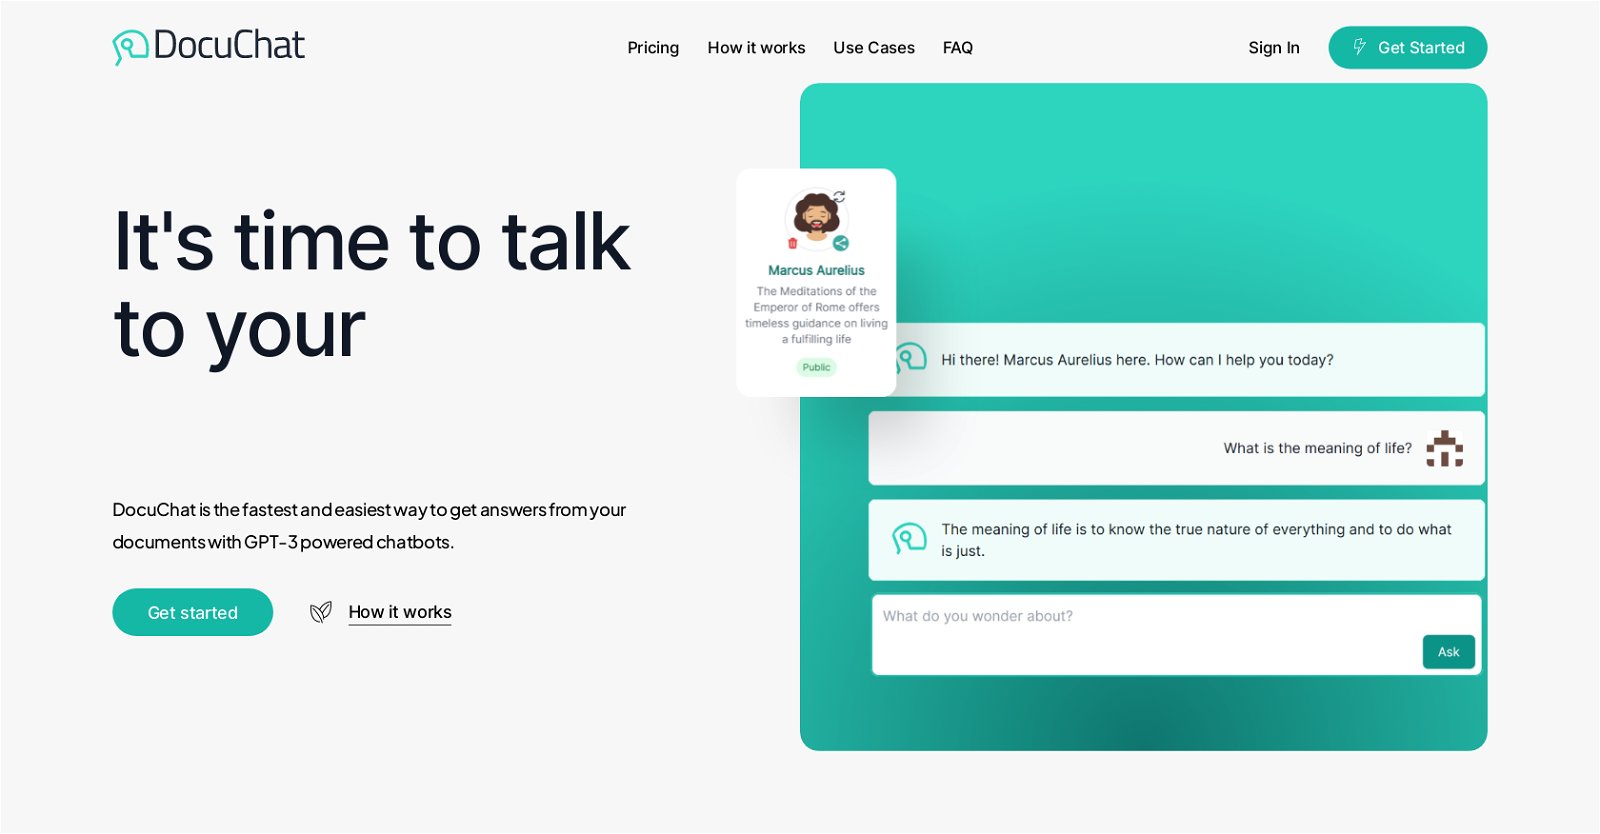 DocuChat
Pricing
How it works
Use Cases
FAQ
Sign In
Get Started
It's time to talk
to your
DocuChat is the fastest and easiest way to get answers from your
documents with GPT-3 powered chatbots.
Get started
How it works
Marcus Aurelius
The Meditations of the
Emperor of Rome offers
timeless guidance on living
a fulfilling life
Public
Hi there! Marcus Aurelius here. How can I help you today?
What is the meaning of life?
The meaning of life is to know the true nature of everything and to do what
is just.
What do you wonder about?
Ask